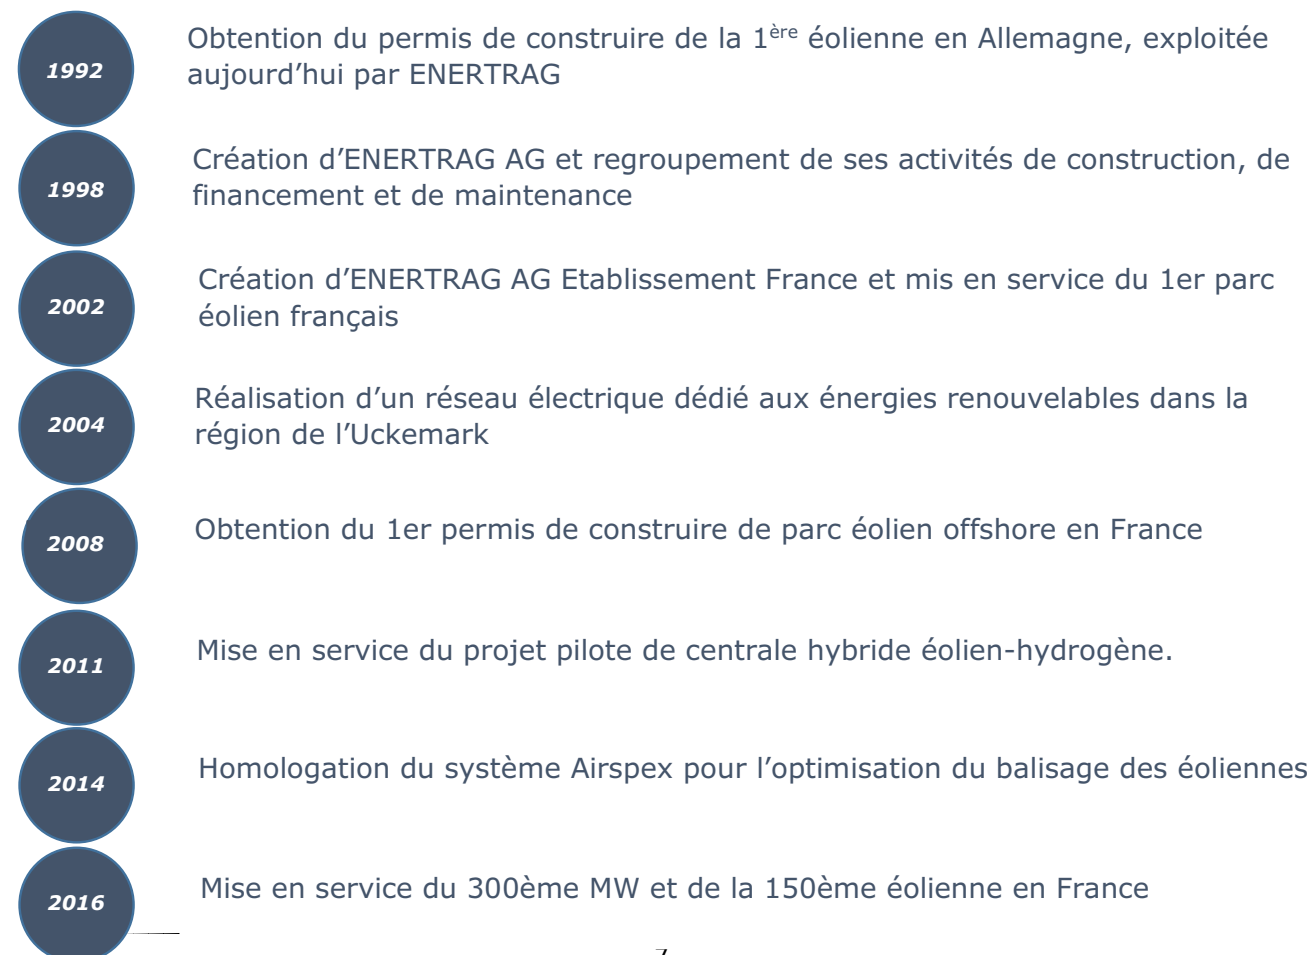 1992
Obtention du permis de construire de la 1ère éolienne en Allemagne, exploitée
aujourd’hui par ENERTRAG
1998
Création d’ENERTRAG AG et regroupement de ses activités de construction, de
financement et de maintenance
2002
Création d’ENERTRAG AG Etablissement France et mis en service du 1er parc
éolien français
2004
Réalisation d’un réseau électrique dédié aux énergies renouvelables dans la
région de l’Uckemark
2008
Obtention du 1er permis de construire de parc éolien offshore en France
2011
Mise en service du projet pilote de centrale hybride éolien-hydrogène.
2014
Homologation du système Airspex pour l’optimisation du balisage des éoliennes
2016
Mise en service du 300ème MW et de la 150ème éolienne en France